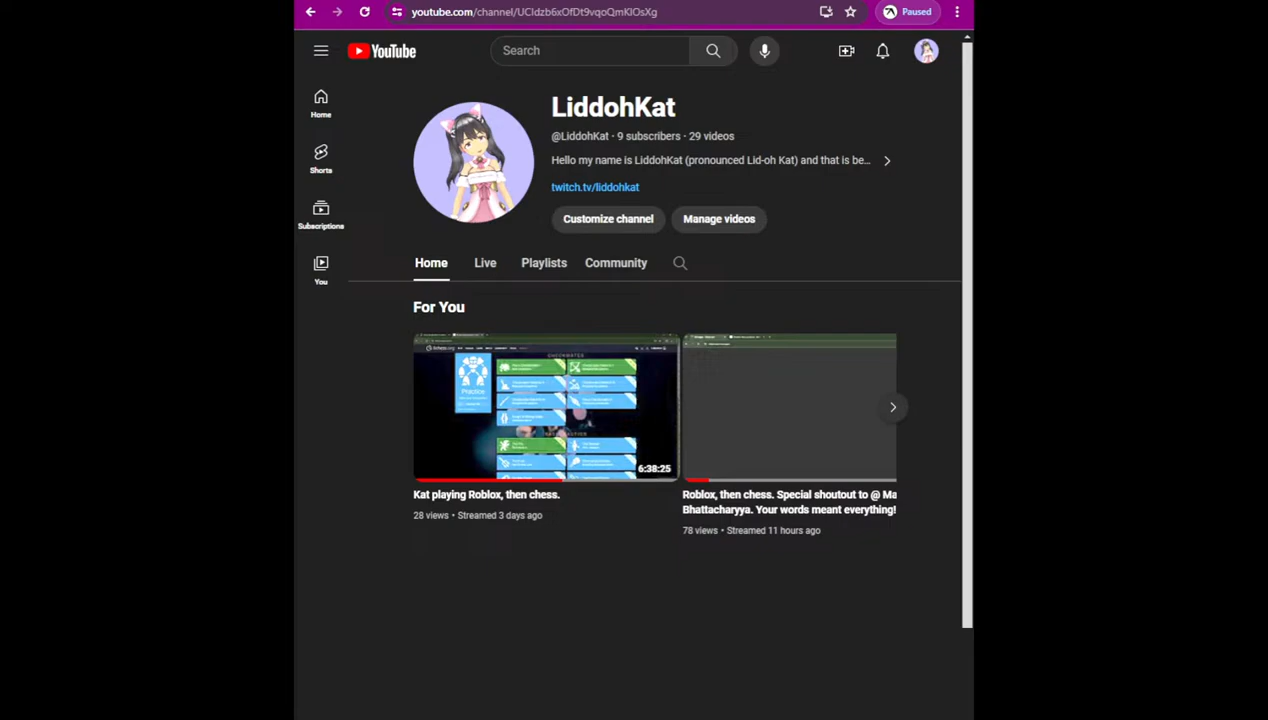 youtube.com/channel/UCIdzb6xOfDt9vqoQmKIOsXg
Paused
YouTube
Search
Home
Shorts
Subscriptions
You
LiddohKat
@LiddohKat · 9 subscribers · 29 videos
Hello my name is LiddohKat (pronounced Lid-oh Kat) and that is be...
twitch.tv/liddohkat
Customize channel
Manage videos
Home Live Playlists Community
For You
CHECKMATES
Practice
6:38:25
Kat playing Roblox, then chess.
28 views • Streamed 3 days ago
Roblox, then chess. Special shoutout to @ Ma
Bhattacharyya. Your words meant everything!
78 views • Streamed 11 hours ago